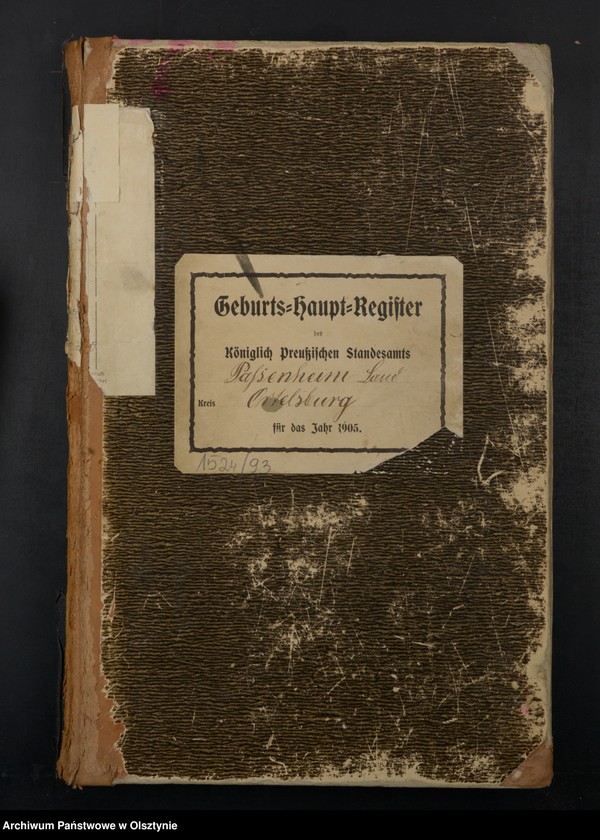 Geburts-Haupt-Register
des
Königlich Preußischen Standesamts
Passenheim Land
Kreis Ortelsburg
für das Jahr 1905.
1524/93
Archiwum Państwowe w Olsztynie